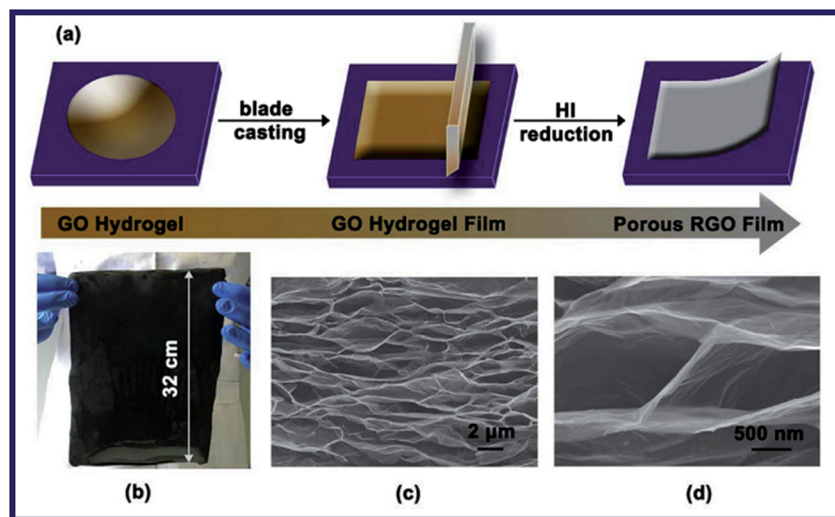 (a)
blade
casting
HI
reduction
GO Hydrogel
GO Hydrogel Film
Porous RGO Film
32 cm
2 μm
500 nm
(b)
(c)
(d)